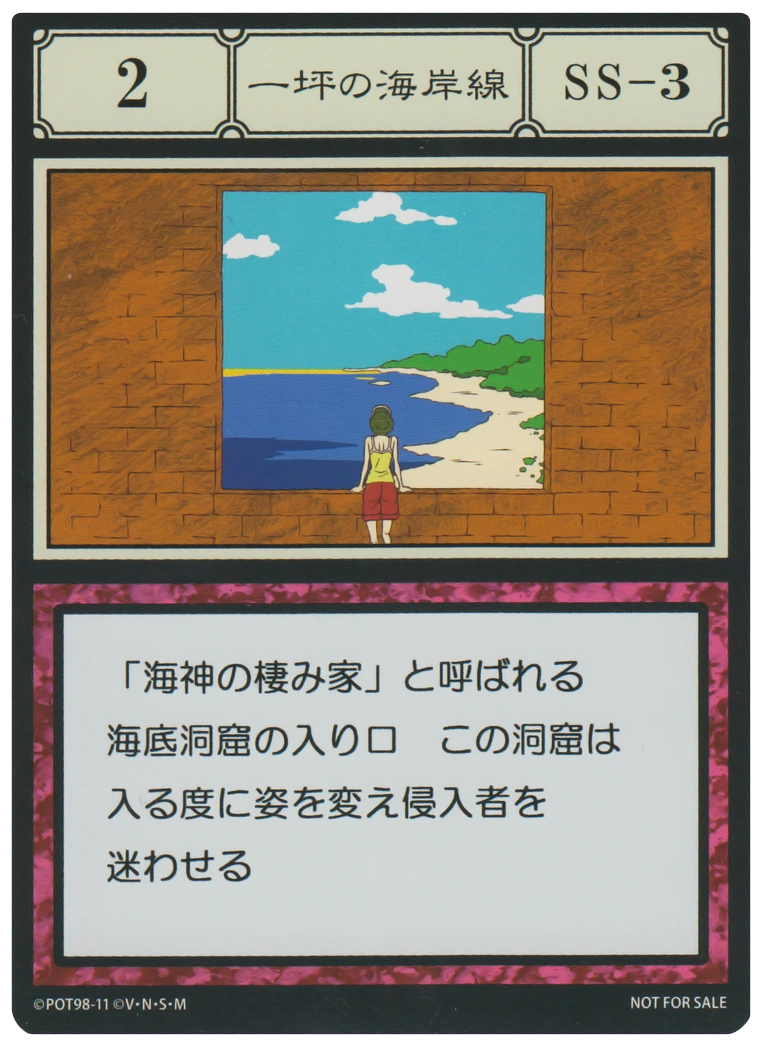 2
一坪の海岸線
SS-3
「海神の棲み家」と呼ばれる
海底洞窟の入り口　この洞窟は
入る度に姿を変え侵入者を
迷わせる
©POT98-11 ©V・N・S・M
NOT FOR SALE